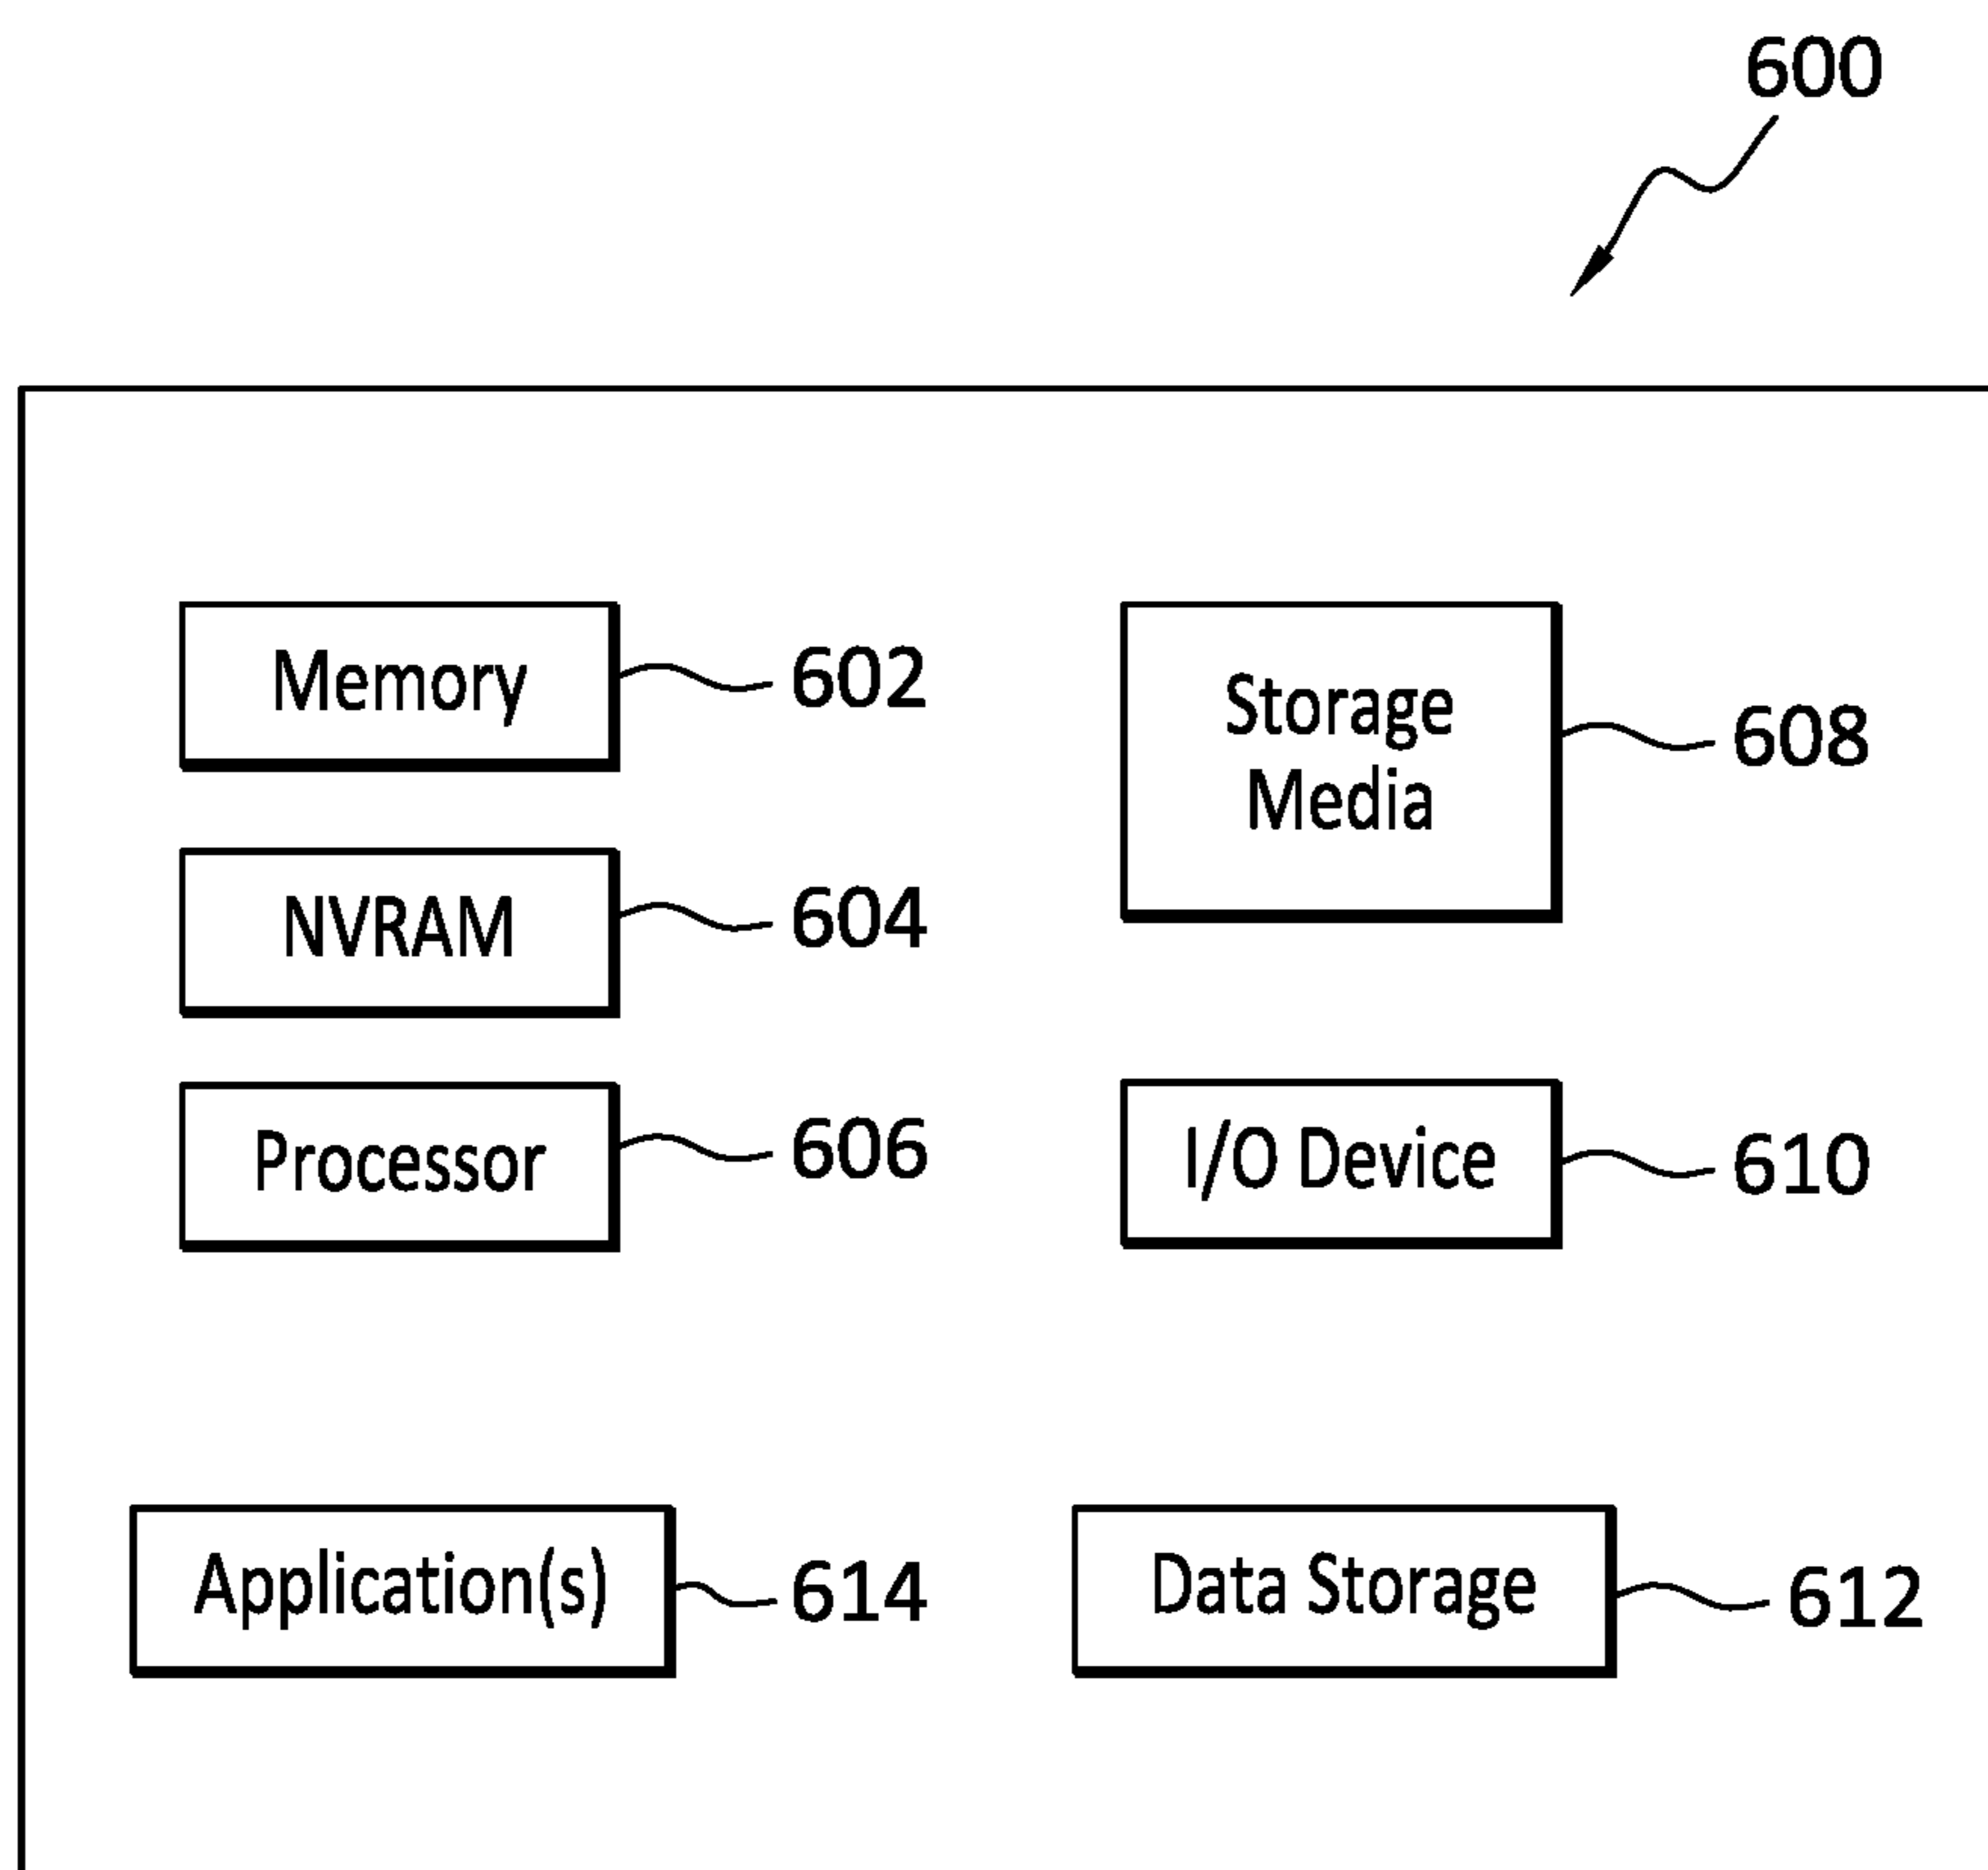 600
Memory
602
Storage
Media
608
NVRAM
604
Processor
606
I/O Device
610
Application(s)
614
Data Storage
612